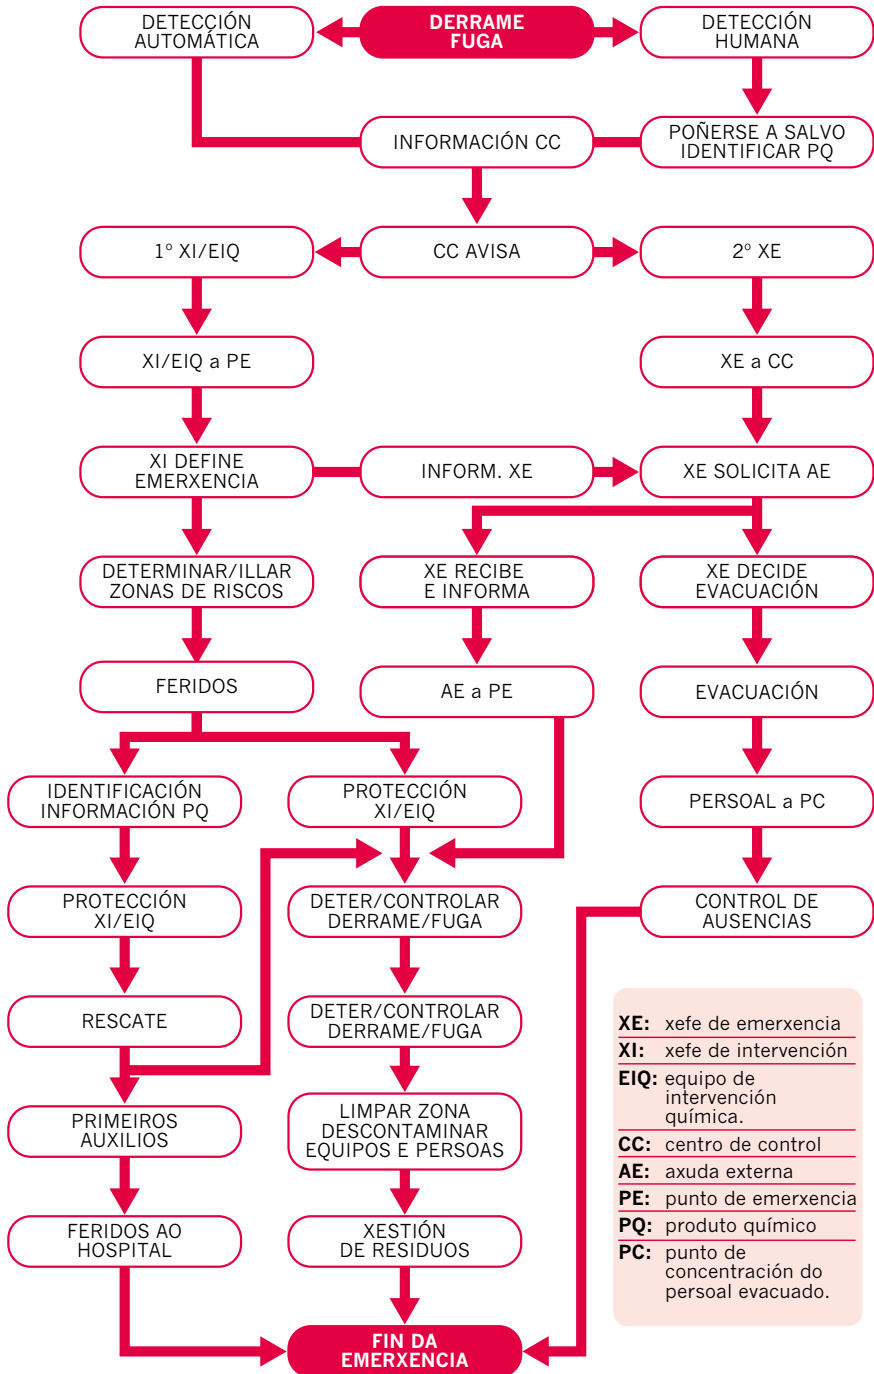 DETECCIÓN
AUTOMÁTICA
DERRAME
FUGA
DETECCIÓN
HUMANA
INFORMACIÓN CC
POÑERSE A SALVO
IDENTIFICAR PQ
1º XI/EIQ
CC AVISA
2º XE
XI/EIQ a PE
XE a CC
XI DEFINE
EMERXENCIA
INFORM. XE
XE SOLICITA AE
DETERMINAR/ILLAR
ZONAS DE RISCOS
XE RECIBE
E INFORMA
XE DECIDE
EVACUACIÓN
FERIDOS
AE a PE
EVACUACIÓN
IDENTIFICACIÓN
INFORMACIÓN PQ
PROTECCIÓN
XI/EIQ
PERSOAL a PC
PROTECCIÓN
XI/EIQ
DETER/CONTROLAR
DERRAME/FUGA
CONTROL DE
AUSENCIAS
RESCATE
DETER/CONTROLAR
DERRAME/FUGA
PRIMEIROS
AUXILIOS
LIMPAR ZONA
DESCONTAMINAR
EQUIPOS E PERSOAS
FERIDOS AO
HOSPITAL
XESTIÓN
DE RESIDUOS
FIN DA
EMERXENCIA
XE: xefe de emerxencia
XI: xefe de intervención
EIQ: equipo de
intervención
química.
CC: centro de control
AE: axuda externa
PE: punto de emerxencia
PQ: produto químico
PC: punto de
concentración do
persoal evacuado.